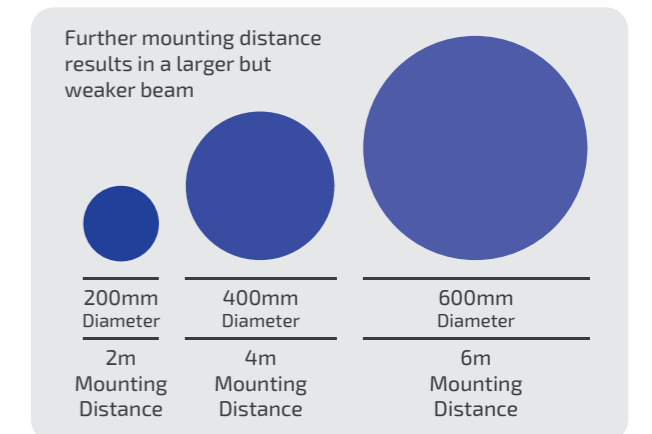 Further mounting distance
results in a larger but
weaker beam
200mm
Diameter
400mm
Diameter
600mm
Diameter
2m
Mounting
Distance
4m
Mounting
Distance
6m
Mounting
Distance